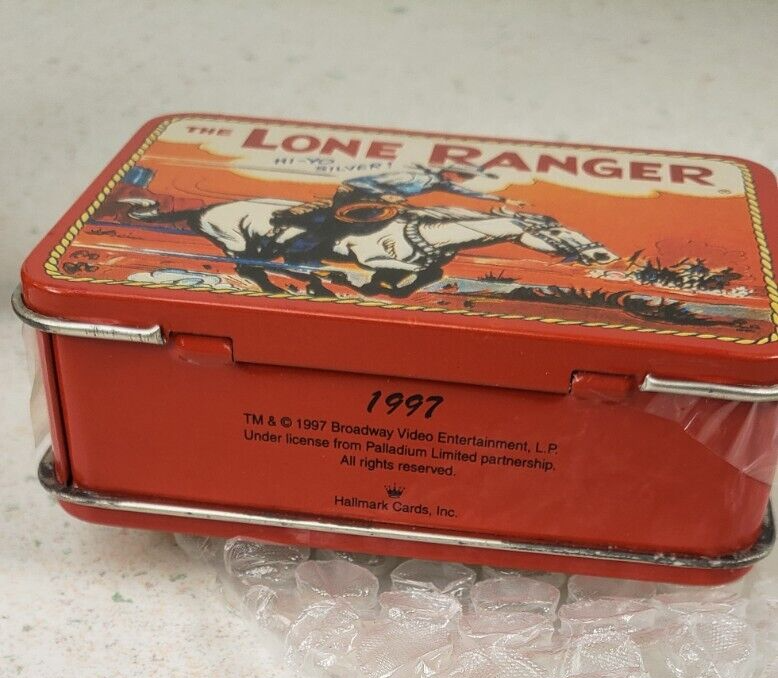 THE LONE RANGER
HI-YO
SILVER!
®
1997
TM & © 1997 Broadway Video Entertainment, L.P.
Under license from Palladium Limited partnership.
All rights reserved.
Hallmark Cards, Inc.